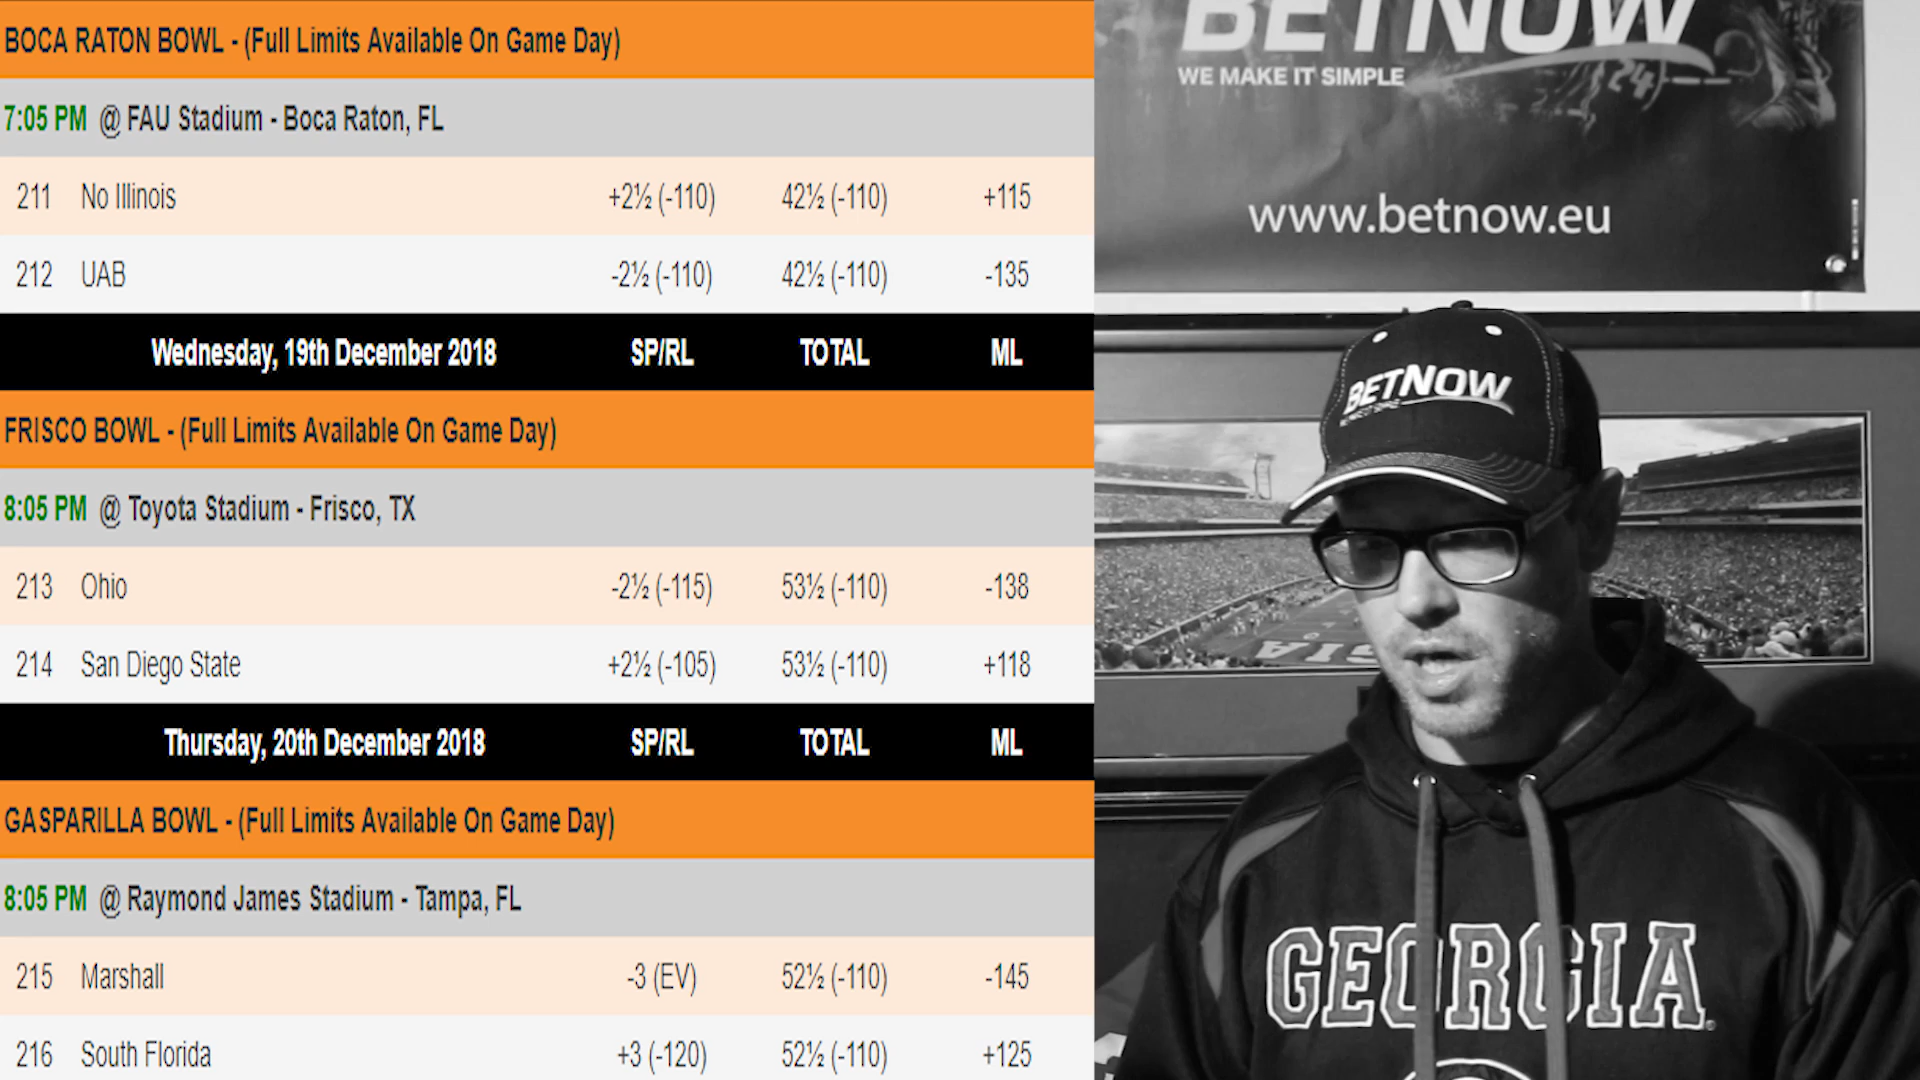 BOCA RATON BOWL - (Full Limits Available On Game Day)
7:05 PM @ FAU Stadium - Boca Raton, FL
211 No Illinois +2½ (-110) 42½ (-110) +115
212 UAB -2½ (-110) 42½ (-110) -135
Wednesday, 19th December 2018 SP/RL TOTAL ML
FRISCO BOWL - (Full Limits Available On Game Day)
8:05 PM @ Toyota Stadium - Frisco, TX
213 Ohio -2½ (-115) 53½ (-110) -138
214 San Diego State +2½ (-105) 53½ (-110) +118
Thursday, 20th December 2018 SP/RL TOTAL ML
GASPARILLA BOWL - (Full Limits Available On Game Day)
8:05 PM @ Raymond James Stadium - Tampa, FL
215 Marshall -3 (EV) 52½ (-110) -145
216 South Florida +3 (-120) 52½ (-110) +125
BETNOW
WE MAKE IT SIMPLE
24
www.betnow.eu
BETNOW
GEORGIA